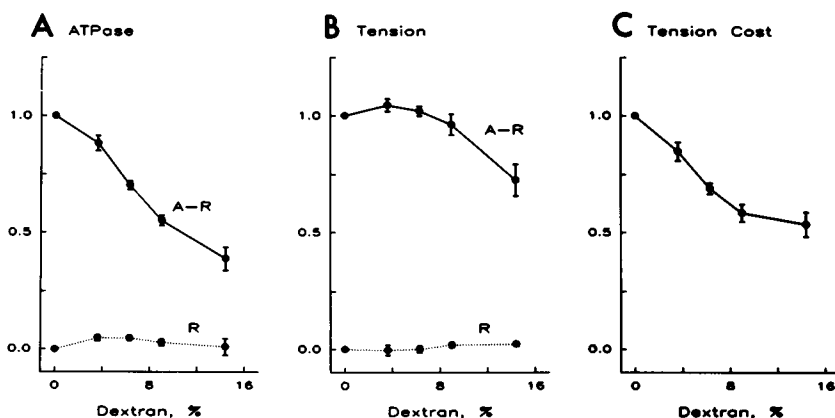 A ATPase
B Tension
C Tension Cost
1.0
0.5
0.0
A–R
R
0 8 16
Dextran, %
1.0
0.5
0.0
A–R
R
0 8 16
Dextran, %
1.0
0.5
0.0
0 8 16
Dextran, %